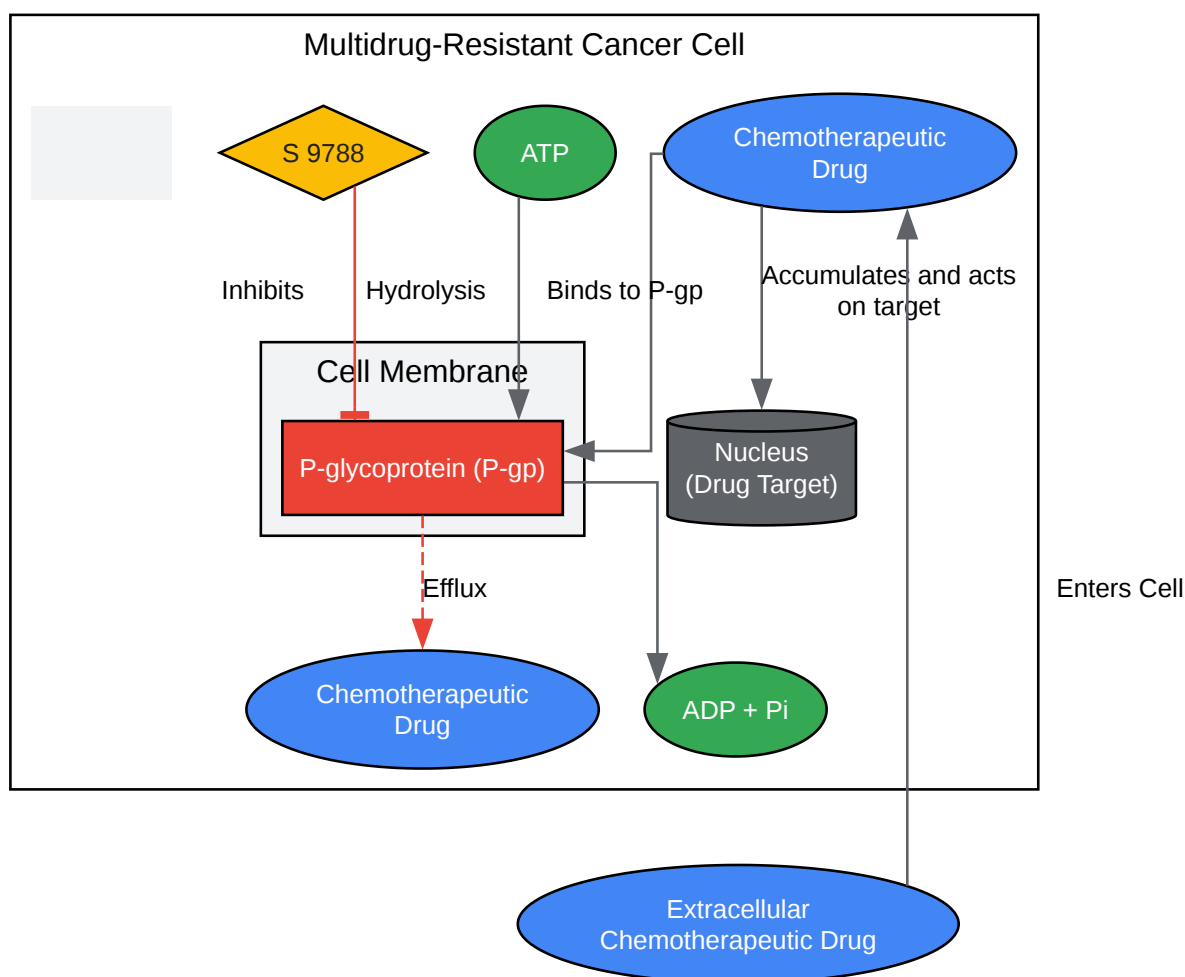 Multidrug-Resistant Cancer Cell
S 9788
ATP
Chemotherapeutic
Drug
Inhibits
Hydrolysis
Binds to P-gp
Accumulates and acts
on target
Cell Membrane
P-glycoprotein (P-gp)
Nucleus
(Drug Target)
Efflux
Enters Cell
Chemotherapeutic
Drug
ADP + Pi
Extracellular
Chemotherapeutic Drug